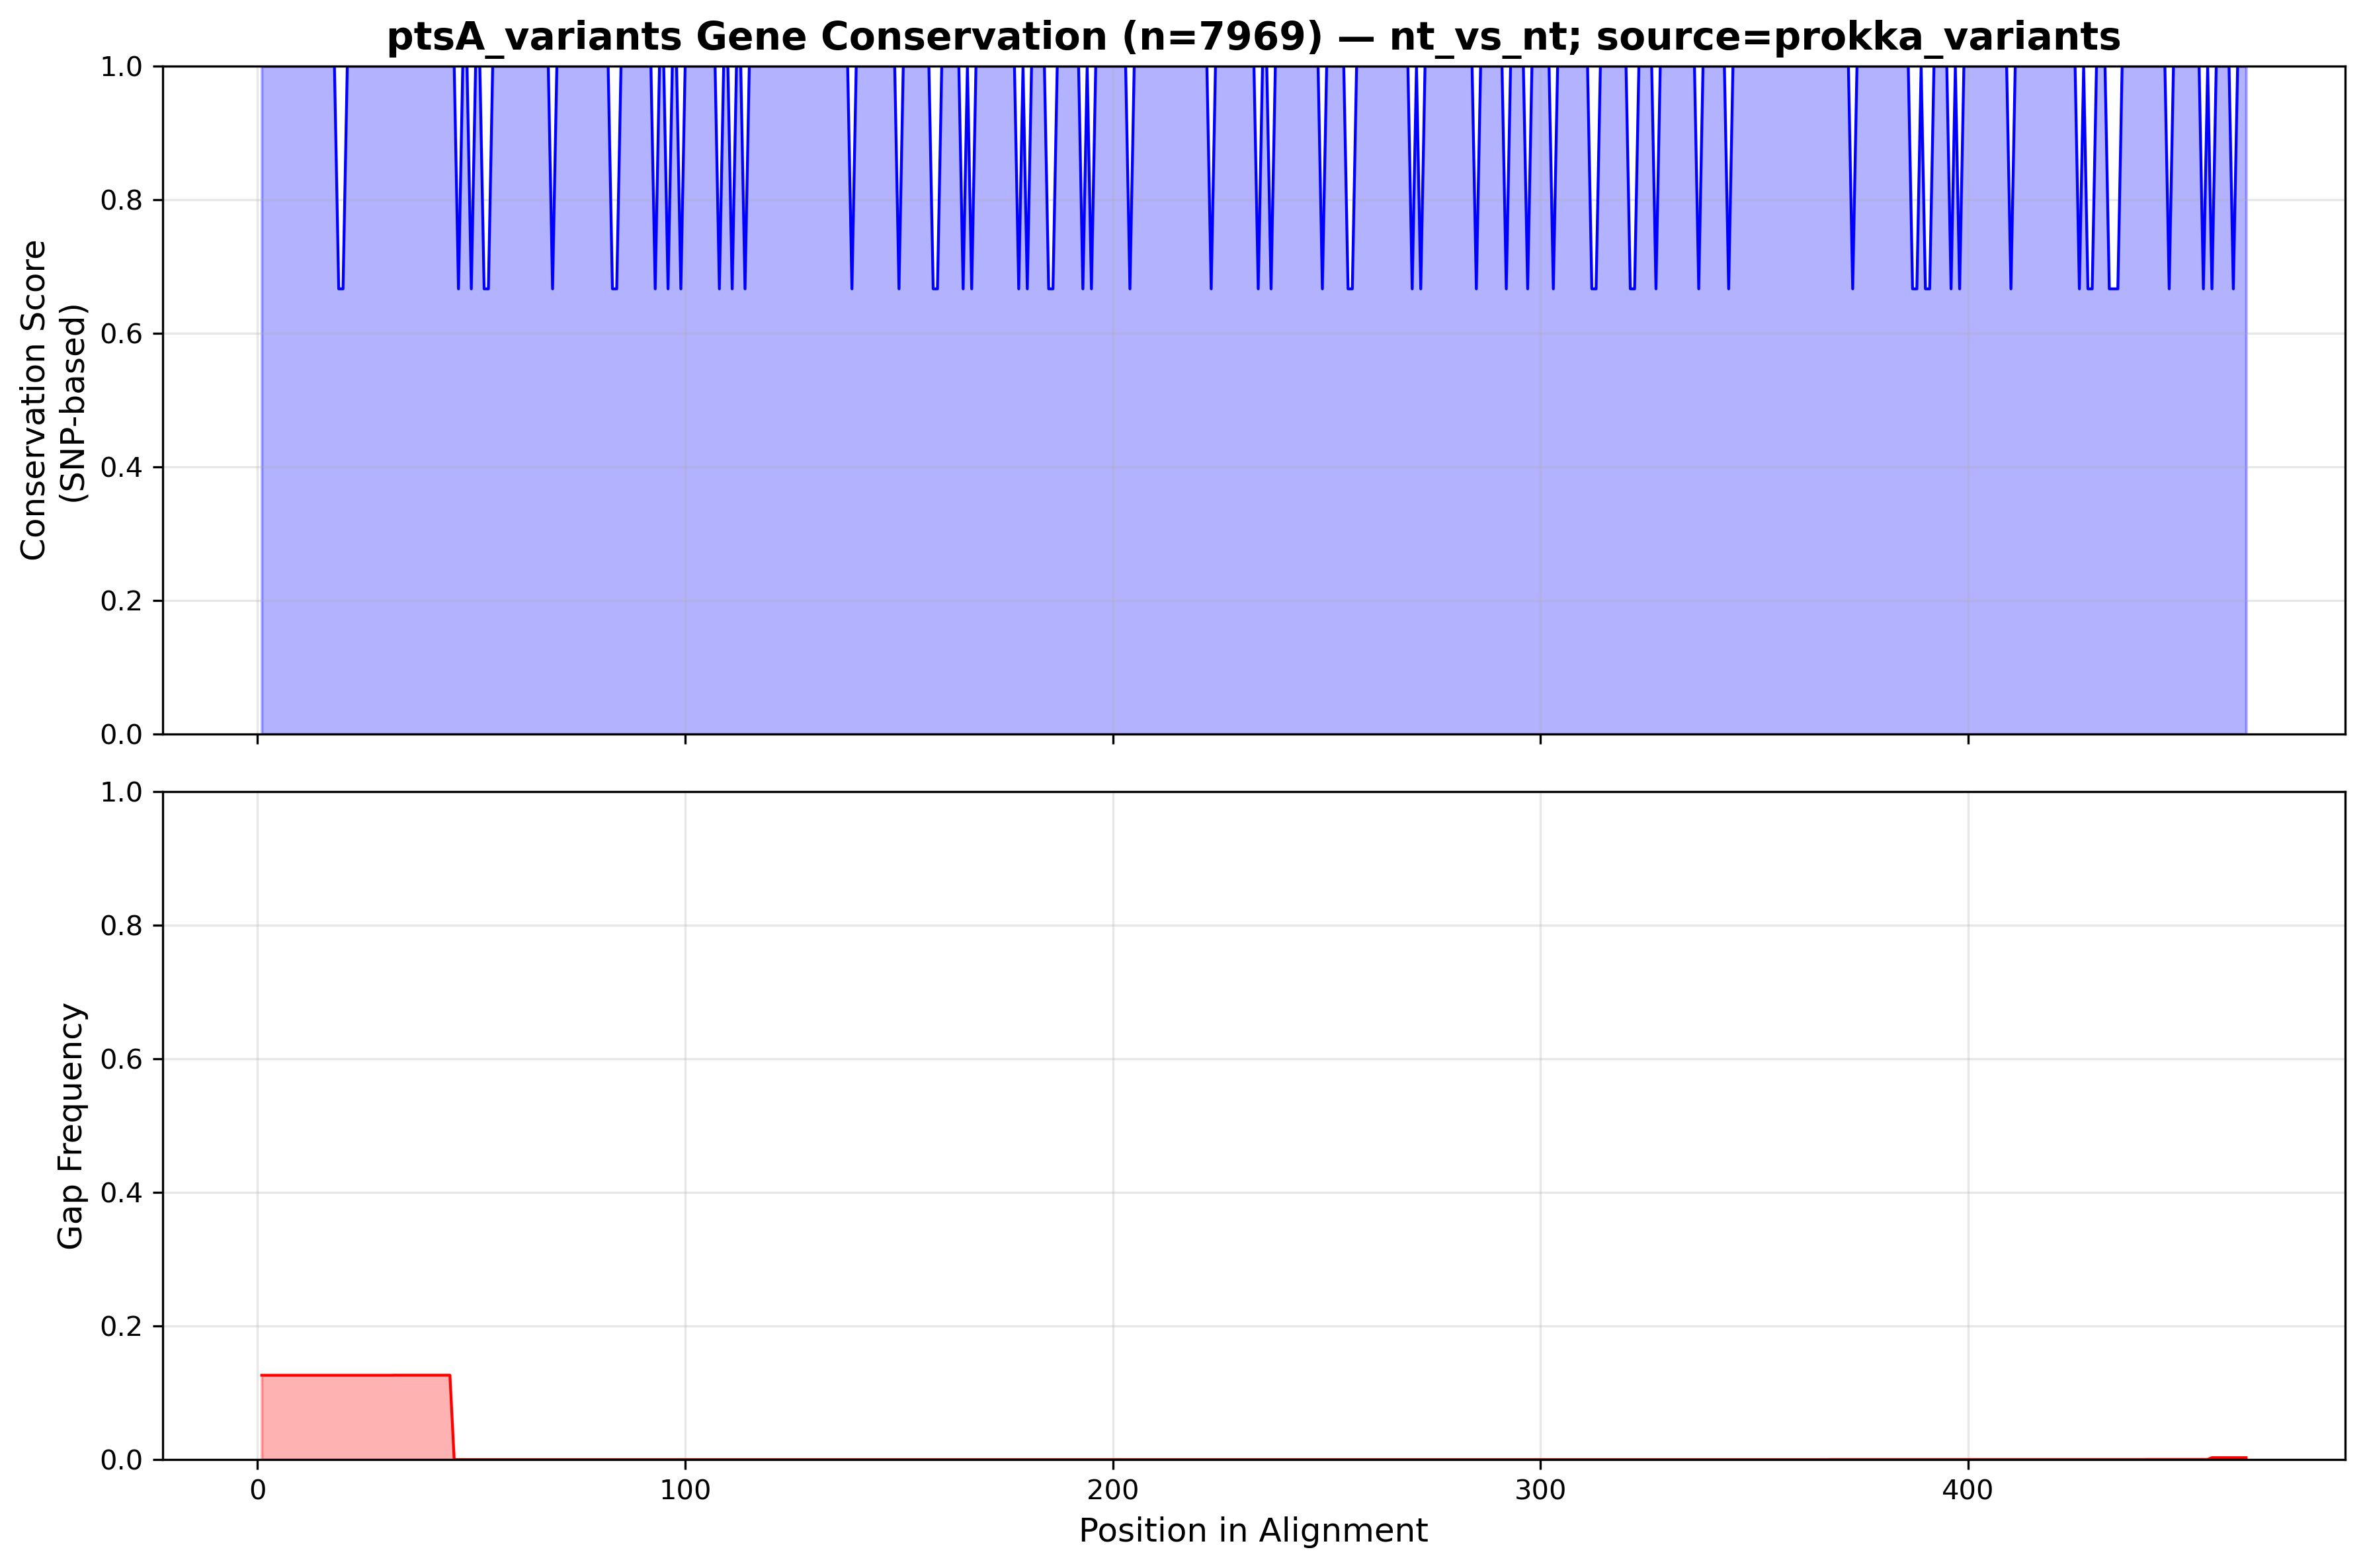 ptsA_variants Gene Conservation (n=7969) — nt_vs_nt; source=prokka_variants
Conservation Score
(SNP-based)
1.0
0.8
0.6
0.4
0.2
0.0
Gap Frequency
1.0
0.8
0.6
0.4
0.2
0.0
0 100 200 300 400
Position in Alignment